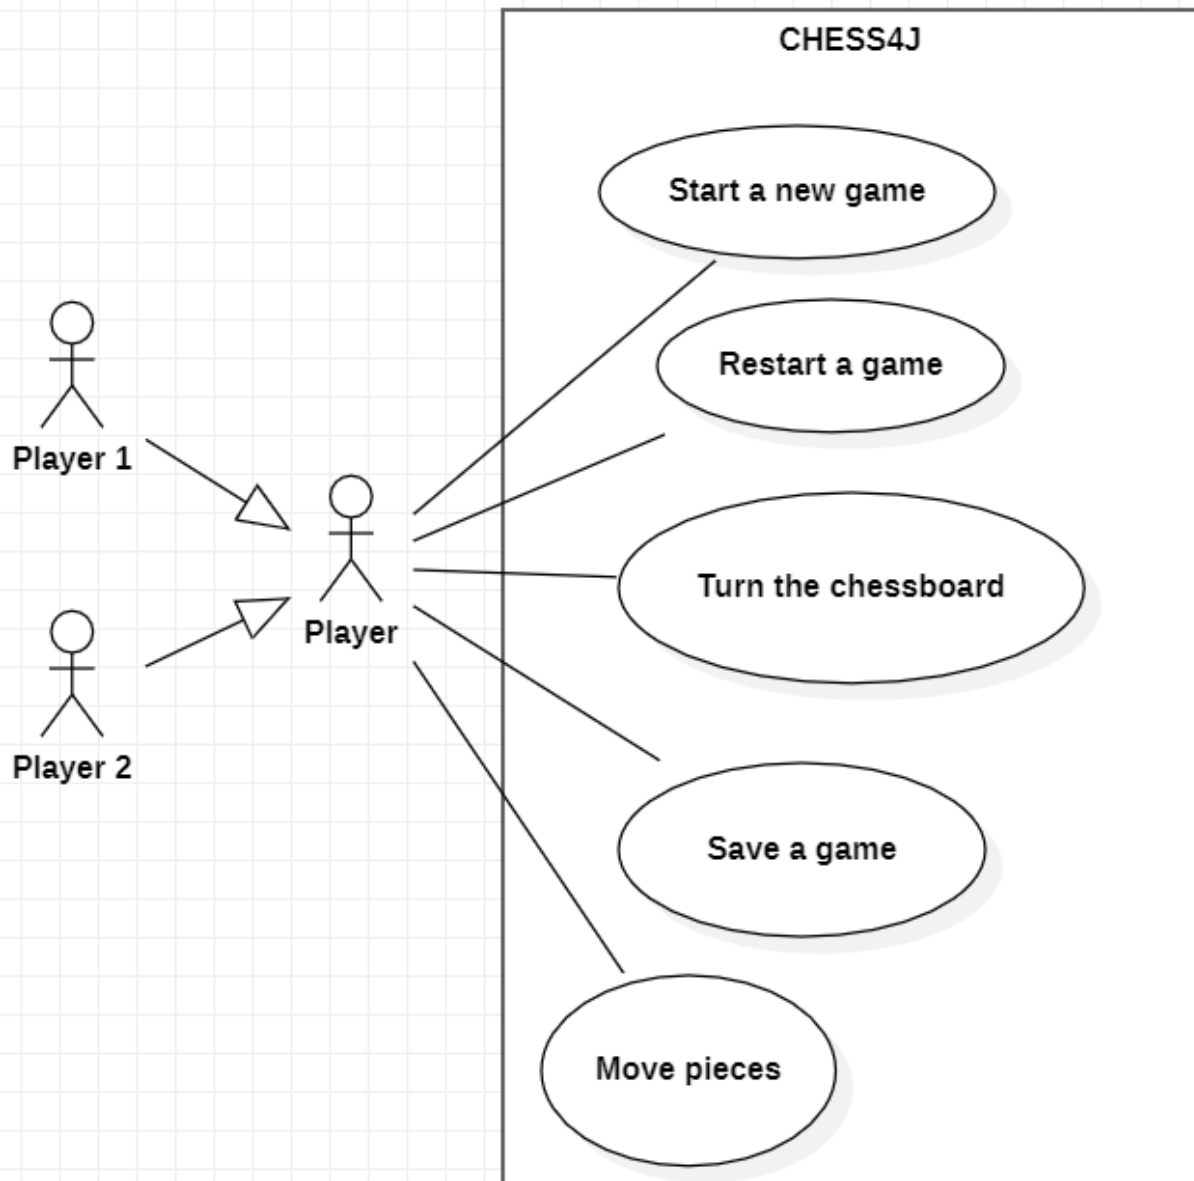 CHESS4J
Start a new game
Restart a game
Player 1
Turn the chessboard
Player
Player 2
Save a game
Move pieces